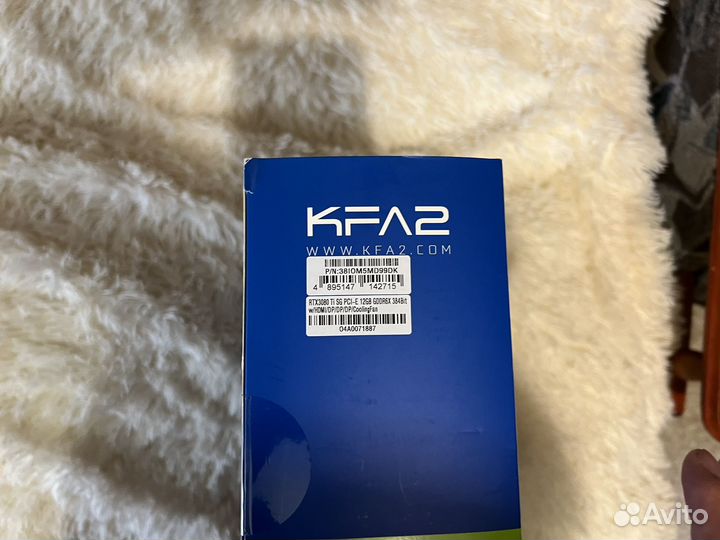 KFA2
WWW.KFA2.COM
P/N:38IOM5MD99DK
4 895147 142715
RTX3080 Ti SG PCI-E 12GB GDDR6X 384Bit
w/HDMI/DP/DP/DP/CoolingFan
04A0071887
Avito